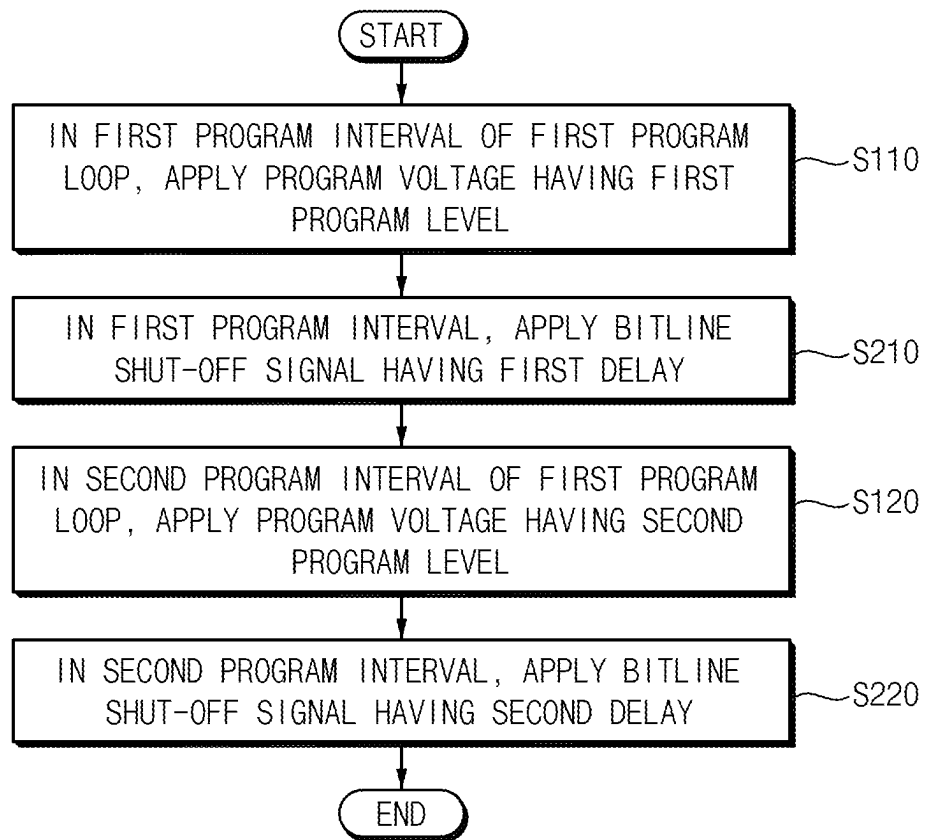 START
IN FIRST PROGRAM INTERVAL OF FIRST PROGRAM
LOOP, APPLY PROGRAM VOLTAGE HAVING FIRST
PROGRAM LEVEL
S110
IN FIRST PROGRAM INTERVAL, APPLY BITLINE
SHUT-OFF SIGNAL HAVING FIRST DELAY
S210
IN SECOND PROGRAM INTERVAL OF FIRST PROGRAM
LOOP, APPLY PROGRAM VOLTAGE HAVING SECOND
PROGRAM LEVEL
S120
IN SECOND PROGRAM INTERVAL, APPLY BITLINE
SHUT-OFF SIGNAL HAVING SECOND DELAY
S220
END